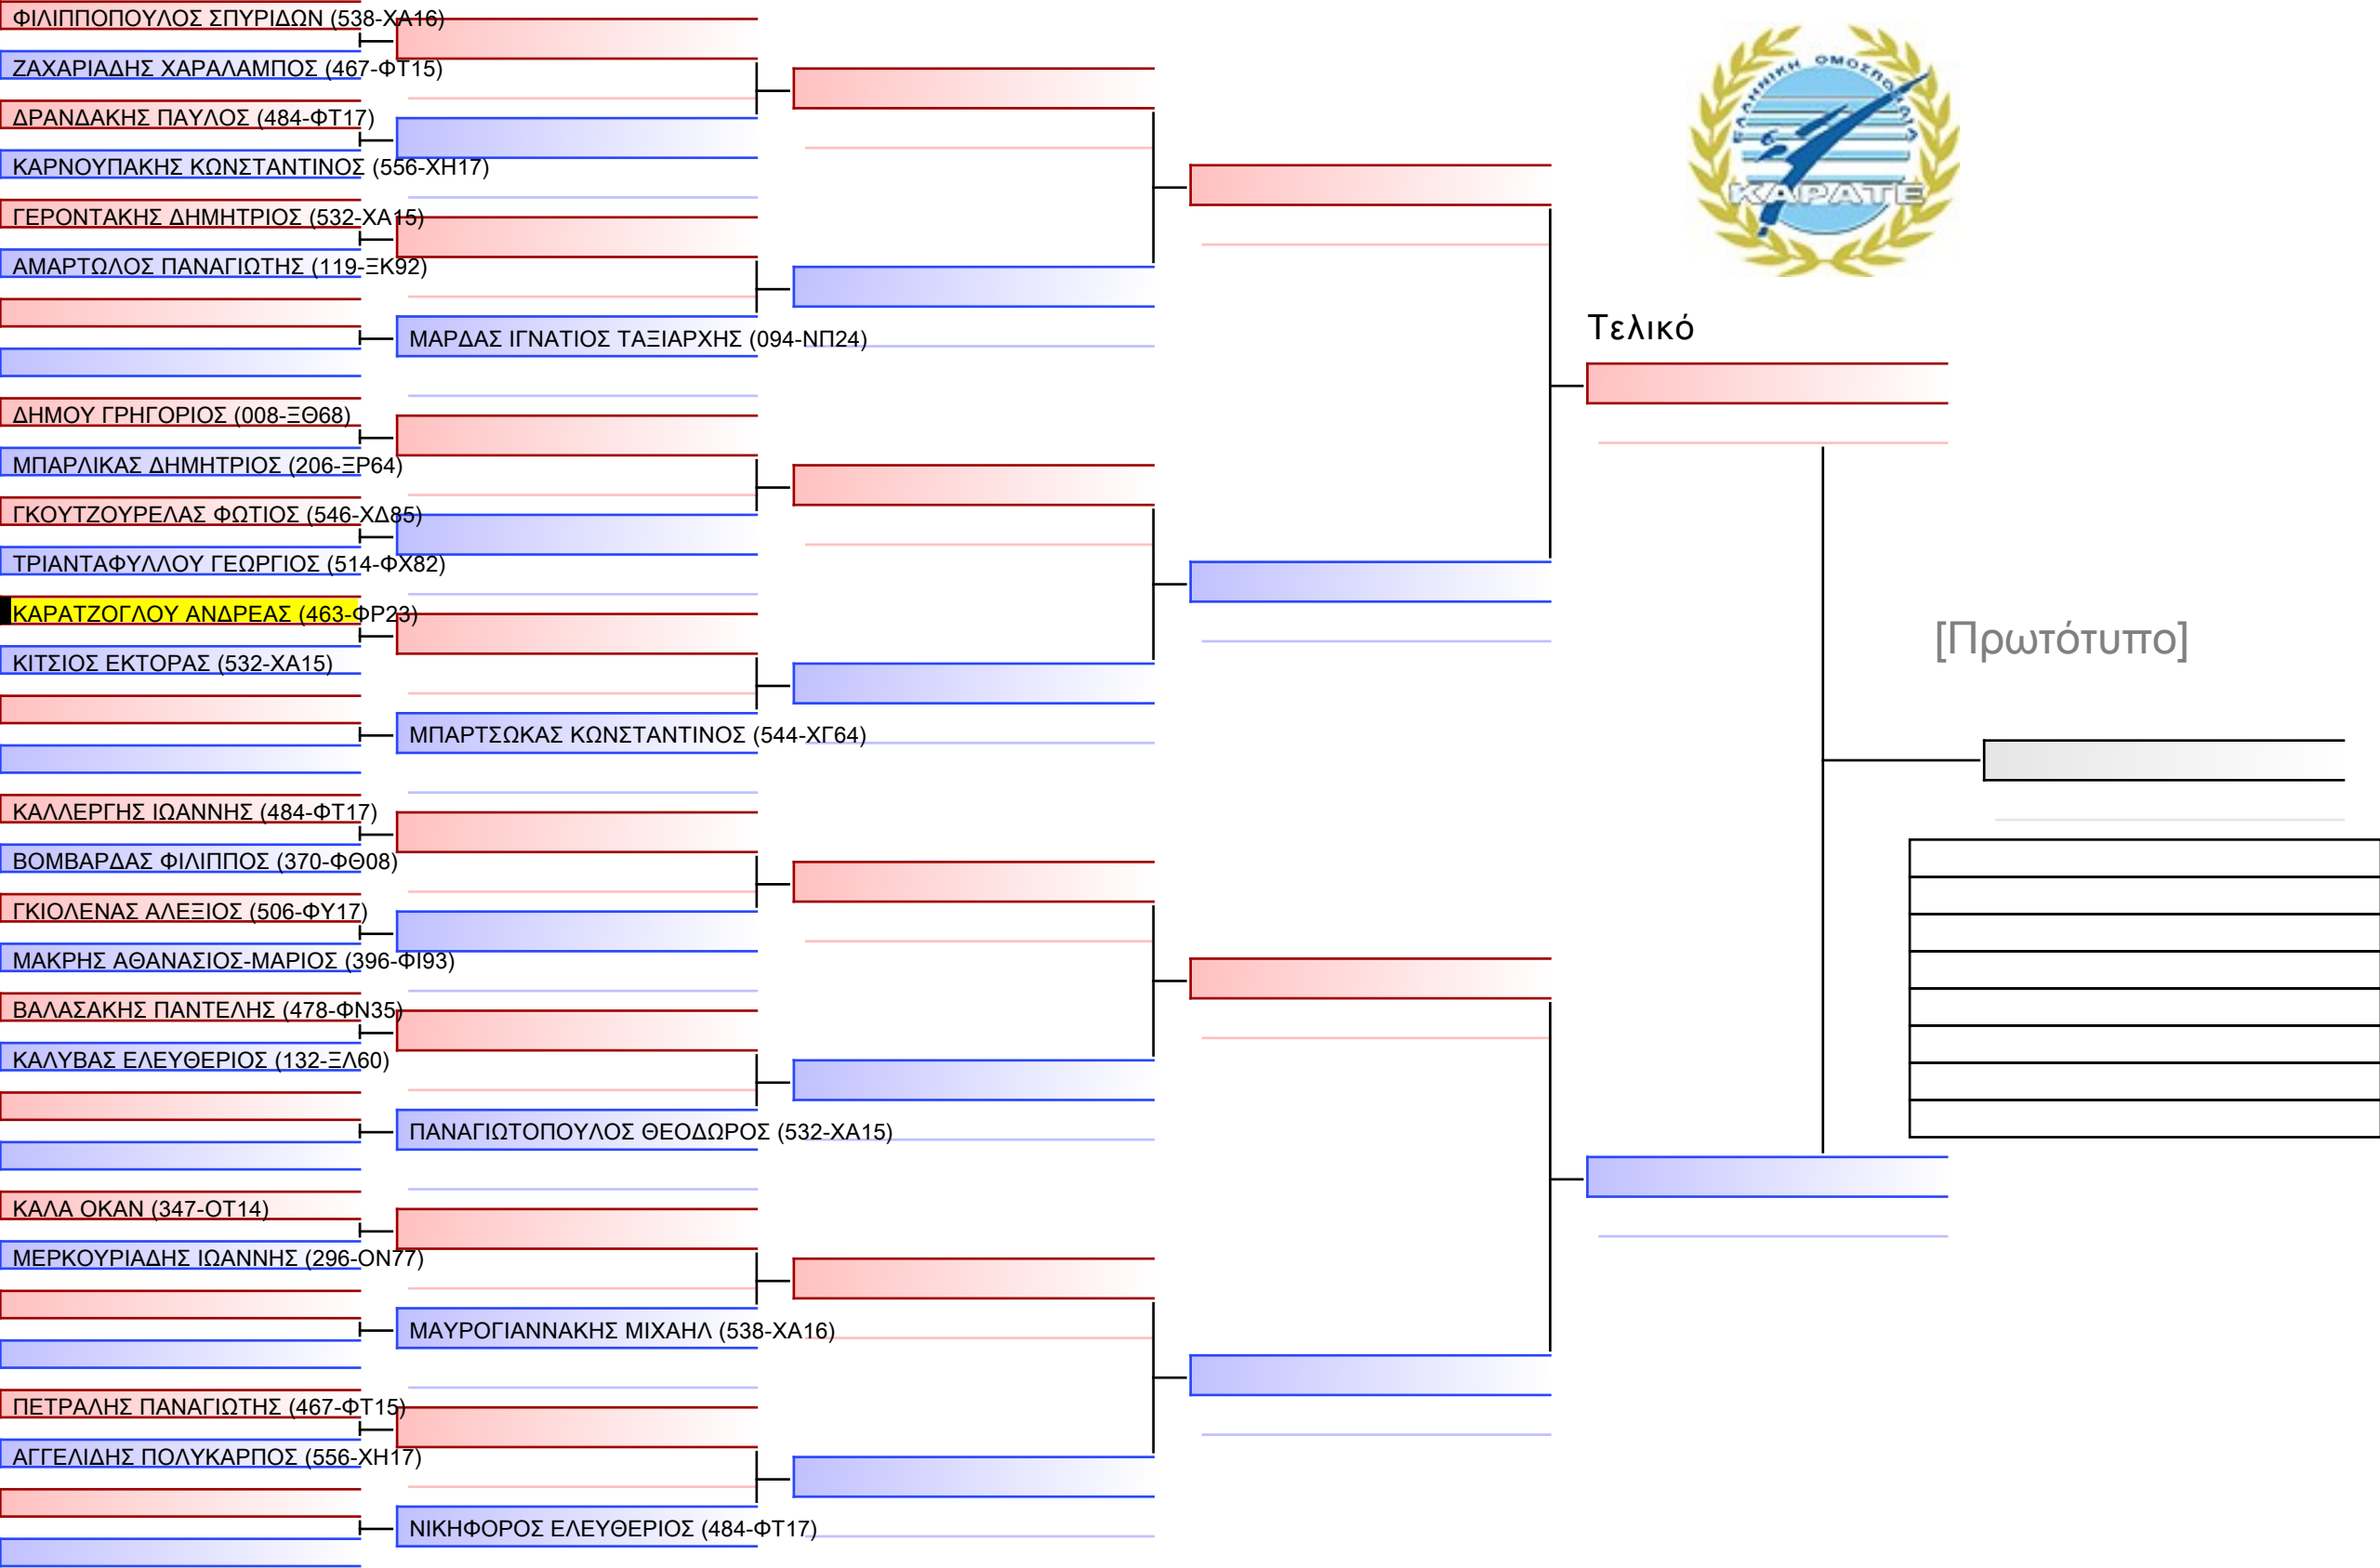 ΦΙΛΙΠΠΟΠΟΥΛΟΣ ΣΠΥΡΙΔΩΝ (538-ΧΑ16)
ΖΑΧΑΡΙΑΔΗΣ ΧΑΡΑΛΑΜΠΟΣ (467-ΦΤ15)
ΔΡΑΝΔΑΚΗΣ ΠΑΥΛΟΣ (484-ΦΤ17)
ΚΑΡΝΟΥΠΑΚΗΣ ΚΩΝΣΤΑΝΤΙΝΟΣ (556-ΧΗ17)
ΓΕΡΟΝΤΑΚΗΣ ΔΗΜΗΤΡΙΟΣ (532-ΧΑ15)
ΑΜΑΡΤΩΛΟΣ ΠΑΝΑΓΙΩΤΗΣ (119-ΞΚ92)
ΜΑΡΔΑΣ ΙΓΝΑΤΙΟΣ ΤΑΞΙΑΡΧΗΣ (094-ΝΠ24)
ΔΗΜΟΥ ΓΡΗΓΟΡΙΟΣ (008-ΞΘ68)
ΜΠΑΡΛΙΚΑΣ ΔΗΜΗΤΡΙΟΣ (206-ΞΡ64)
ΓΚΟΥΤΖΟΥΡΕΛΑΣ ΦΩΤΙΟΣ (546-ΧΔ85)
ΤΡΙΑΝΤΑΦΥΛΛΟΥ ΓΕΩΡΓΙΟΣ (514-ΦΧ82)
ΚΑΡΑΤΖΟΓΛΟΥ ΑΝΔΡΕΑΣ (463-ΦΡ23)
ΚΙΤΣΙΟΣ ΕΚΤΟΡΑΣ (532-ΧΑ15)
ΜΠΑΡΤΣΩΚΑΣ ΚΩΝΣΤΑΝΤΙΝΟΣ (544-ΧΓ64)
ΚΑΛΛΕΡΓΗΣ ΙΩΑΝΝΗΣ (484-ΦΤ17)
ΒΟΜΒΑΡΔΑΣ ΦΙΛΙΠΠΟΣ (370-ΦΘ08)
ΓΚΙΟΛΕΝΑΣ ΑΛΕΞΙΟΣ (506-ΦΥ17)
ΜΑΚΡΗΣ ΑΘΑΝΑΣΙΟΣ-ΜΑΡΙΟΣ (396-ΦΙ93)
ΒΑΛΑΣΑΚΗΣ ΠΑΝΤΕΛΗΣ (478-ΦΝ35)
ΚΑΛΥΒΑΣ ΕΛΕΥΘΕΡΙΟΣ (132-ΞΛ60)
ΠΑΝΑΓΙΩΤΟΠΟΥΛΟΣ ΘΕΟΔΩΡΟΣ (532-ΧΑ15)
ΚΑΛΑ ΟΚΑΝ (347-ΟΤ14)
ΜΕΡΚΟΥΡΙΑΔΗΣ ΙΩΑΝΝΗΣ (296-ΟΝ77)
ΜΑΥΡΟΓΙΑΝΝΑΚΗΣ ΜΙΧΑΗΛ (538-ΧΑ16)
ΠΕΤΡΑΛΗΣ ΠΑΝΑΓΙΩΤΗΣ (467-ΦΤ15)
ΑΓΓΕΛΙΔΗΣ ΠΟΛΥΚΑΡΠΟΣ (556-ΧΗ17)
ΝΙΚΗΦΟΡΟΣ ΕΛΕΥΘΕΡΙΟΣ (484-ΦΤ17)
ΕΛΛΗΝΙΚΗ ΟΜΟΣΠΟΝΔΙΑ
ΚΑΡΑΤΕ
Τελικό
[Πρωτότυπο]